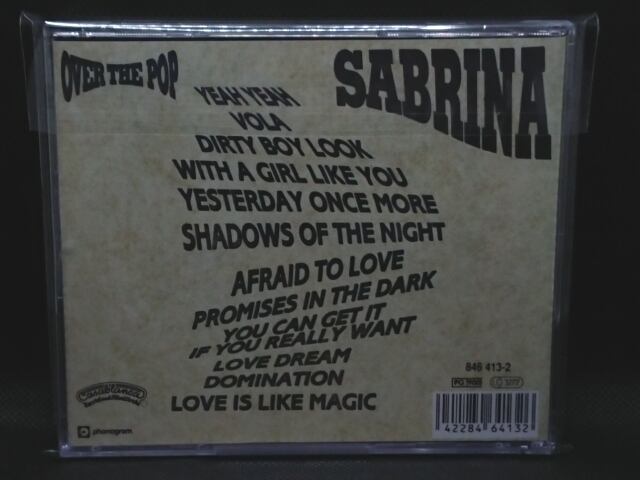 OVER THE POP
SABRINA
YEAH YEAH
VOLA
DIRTY BOY LOOK
WITH A GIRL LIKE YOU
YESTERDAY ONCE MORE
SHADOWS OF THE NIGHT
AFRAID TO LOVE
PROMISES IN THE DARK
YOU CAN GET IT
IF YOU REALLY WANT
LOVE DREAM
DOMINATION
LOVE IS LIKE MAGIC
846 413-2
Casablanca
phonogram.
42284 64132